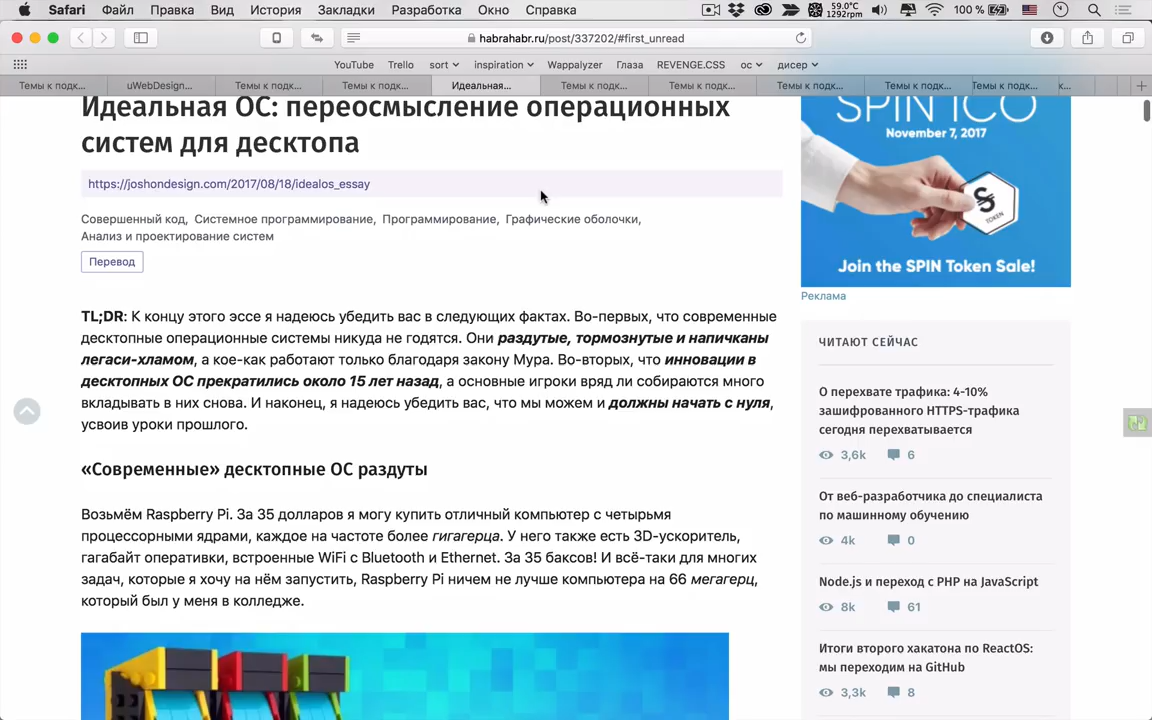 Safari Файл Правка Вид История Закладки Разработка Окно Справка 59.0°C 1292rpm 100 %
habrahabr.ru/post/337202/#first_unread
YouTube Trello sort inspiration Wappalyzer Глаза REVENGE.CSS ос дисер
Темы к подк... uWebDesign... Темы к подк... Темы к подк... Идеальная... Темы к подк... Темы к подк... Темы к подк... Темы к подк... Темы к подк... к...
Идеальная ОС: переосмысление операционных
систем для десктопа
https://joshondesign.com/2017/08/18/idealos_essay
Совершенный код, Системное программирование, Программирование, Графические оболочки,
Анализ и проектирование систем
Перевод
TL;DR: К концу этого эссе я надеюсь убедить вас в следующих фактах. Во-первых, что современные
десктопные операционные системы никуда не годятся. Они раздутые, тормознутые и напичканы
легаси-хламом, а кое-как работают только благодаря закону Мура. Во-вторых, что инновации в
десктопных ОС прекратились около 15 лет назад, а основные игроки вряд ли собираются много
вкладывать в них снова. И наконец, я надеюсь убедить вас, что мы можем и должны начать с нуля,
усвоив уроки прошлого.
«Современные» десктопные ОС раздуты
Возьмём Raspberry Pi. За 35 долларов я могу купить отличный компьютер с четырьмя
процессорными ядрами, каждое на частоте более гигагерца. У него также есть 3D-ускоритель,
гагабайт оперативки, встроенные WiFi с Bluetooth и Ethernet. За 35 баксов! И всё-таки для многих
задач, которые я хочу на нём запустить, Raspberry Pi ничем не лучше компьютера на 66 мегагерц,
который был у меня в колледже.
SPIN ICO
November 7, 2017
S
TOKEN
Join the SPIN Token Sale!
Реклама
ЧИТАЮТ СЕЙЧАС
О перехвате трафика: 4-10%
зашифрованного HTTPS-трафика
сегодня перехватывается
3,6k 6
От веб-разработчика до специалиста
по машинному обучению
4k 0
Node.js и переход с PHP на JavaScript
8k 61
Итоги второго хакатона по ReactOS:
мы переходим на GitHub
3,3k 8